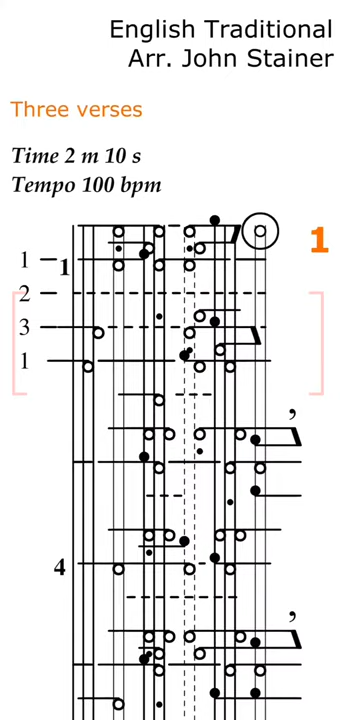 English Traditional
Arr. John Stainer
Three verses
Time 2 m 10 s
Tempo 100 bpm
1
1 1
2
3
1
,
4
,